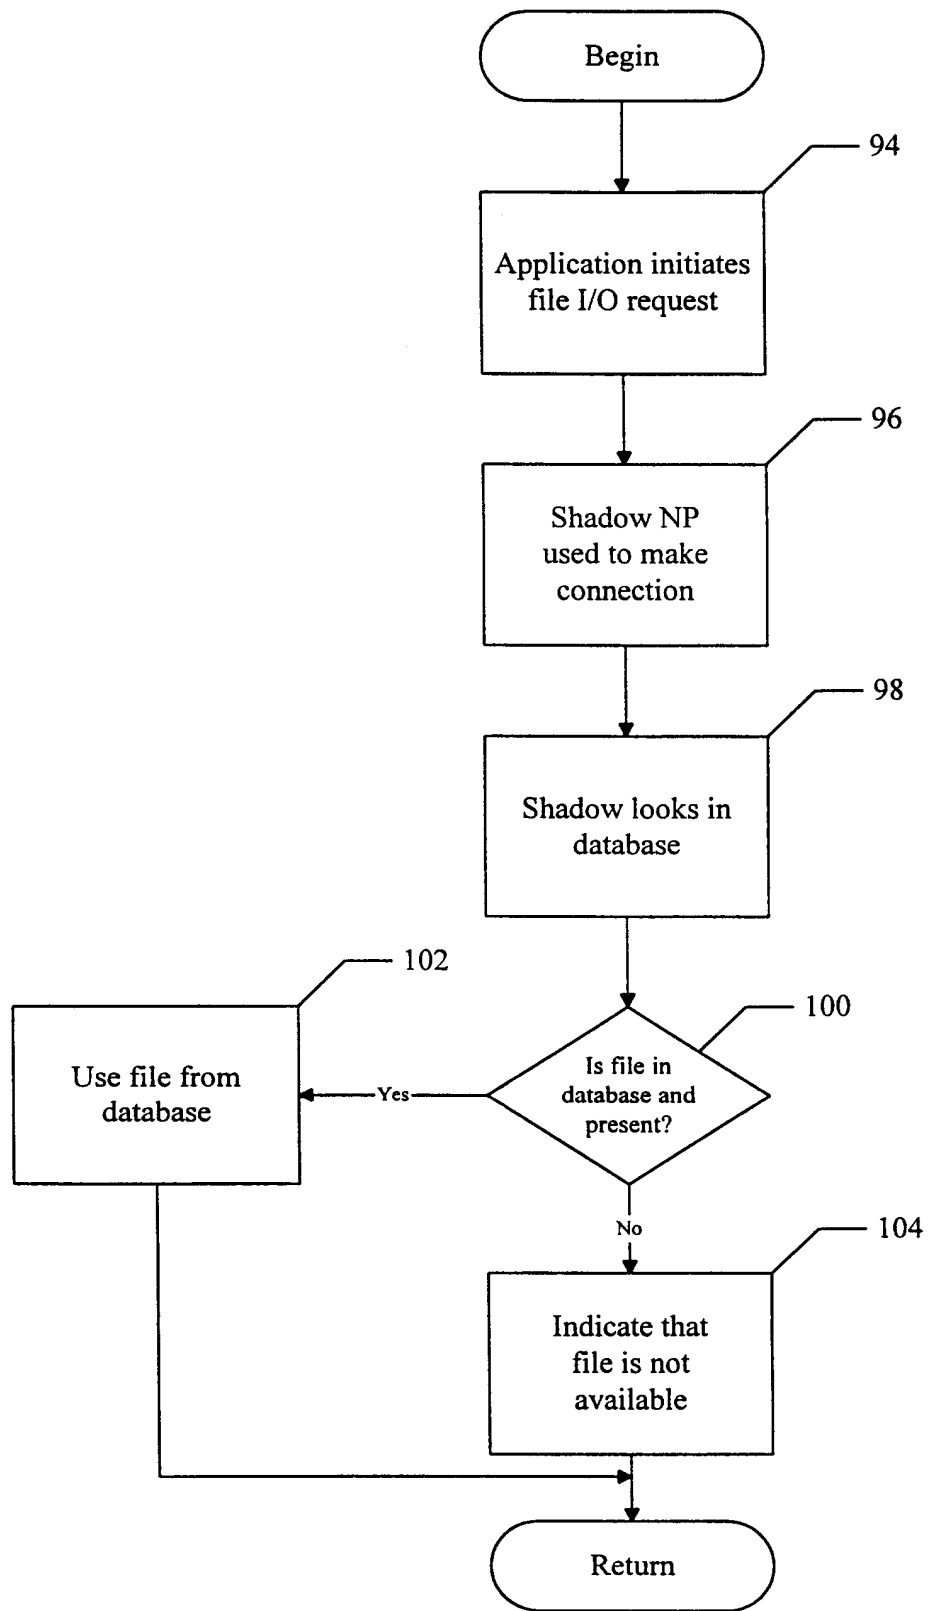 Begin
94
Application initiates
file I/O request
96
Shadow NP
used to make
connection
98
Shadow looks in
database
100
Is file in
database and
present?
Yes
102
Use file from
database
No
104
Indicate that
file is not
available
Return